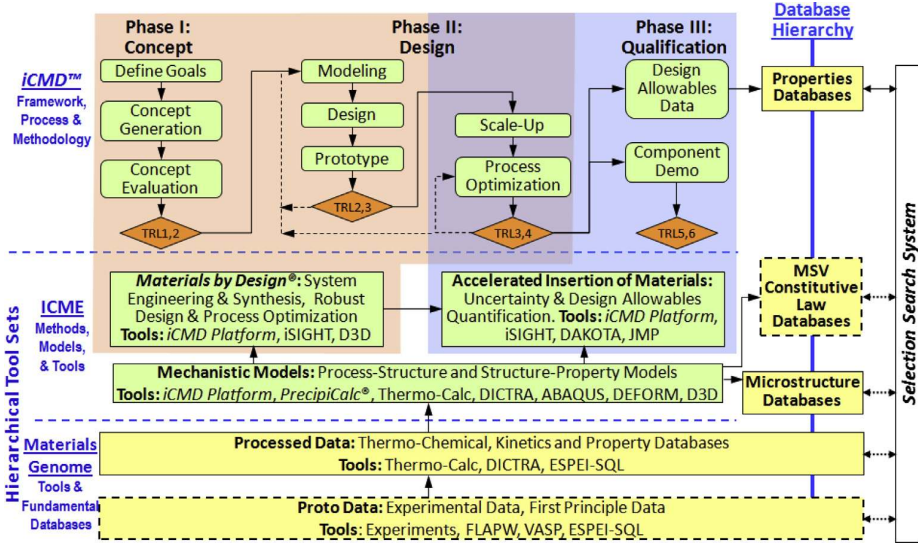 Phase I:
Concept
Phase II:
Design
Phase III:
Qualification
Database
Hierarchy
iCMD™
Framework,
Process &
Methodology
Define Goals
Concept
Generation
Concept
Evaluation
TRL1,2
Modeling
Design
Prototype
TRL2,3
Scale-Up
Process
Optimization
TRL3,4
Design
Allowables
Data
Component
Demo
TRL5,6
Properties
Databases
Hierarchical Tool Sets
ICME
Methods,
Models,
& Tools
Materials by Design®: System
Engineering & Synthesis, Robust
Design & Process Optimization
Tools: iCMD Platform, iSIGHT, D3D
Accelerated Insertion of Materials:
Uncertainty & Design Allowables
Quantification. Tools: iCMD Platform,
iSIGHT, DAKOTA, JMP
MSV
Constitutive
Law
Databases
Mechanistic Models: Process-Structure and Structure-Property Models
Tools: iCMD Platform, PrecipiCalc®, Thermo-Calc, DICTRA, ABAQUS, DEFORM, D3D
Microstructure
Databases
Selection Search System
Materials
Genome
Tools &
Fundamental
Databases
Processed Data: Thermo-Chemical, Kinetics and Property Databases
Tools: Thermo-Calc, DICTRA, ESPEI-SQL
Proto Data: Experimental Data, First Principle Data
Tools: Experiments, FLAPW, VASP, ESPEI-SQL